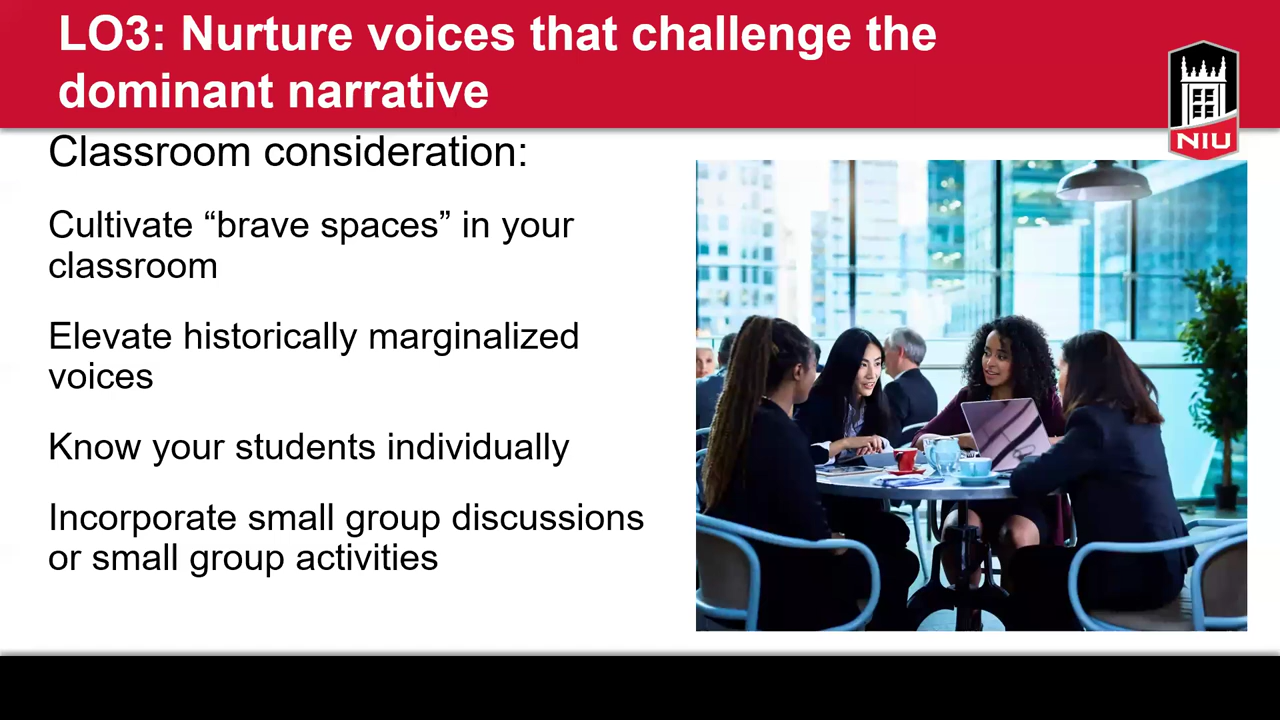 LO3: Nurture voices that challenge the
dominant narrative
NIU
Classroom consideration:
Cultivate “brave spaces” in your
classroom
Elevate historically marginalized
voices
Know your students individually
Incorporate small group discussions
or small group activities